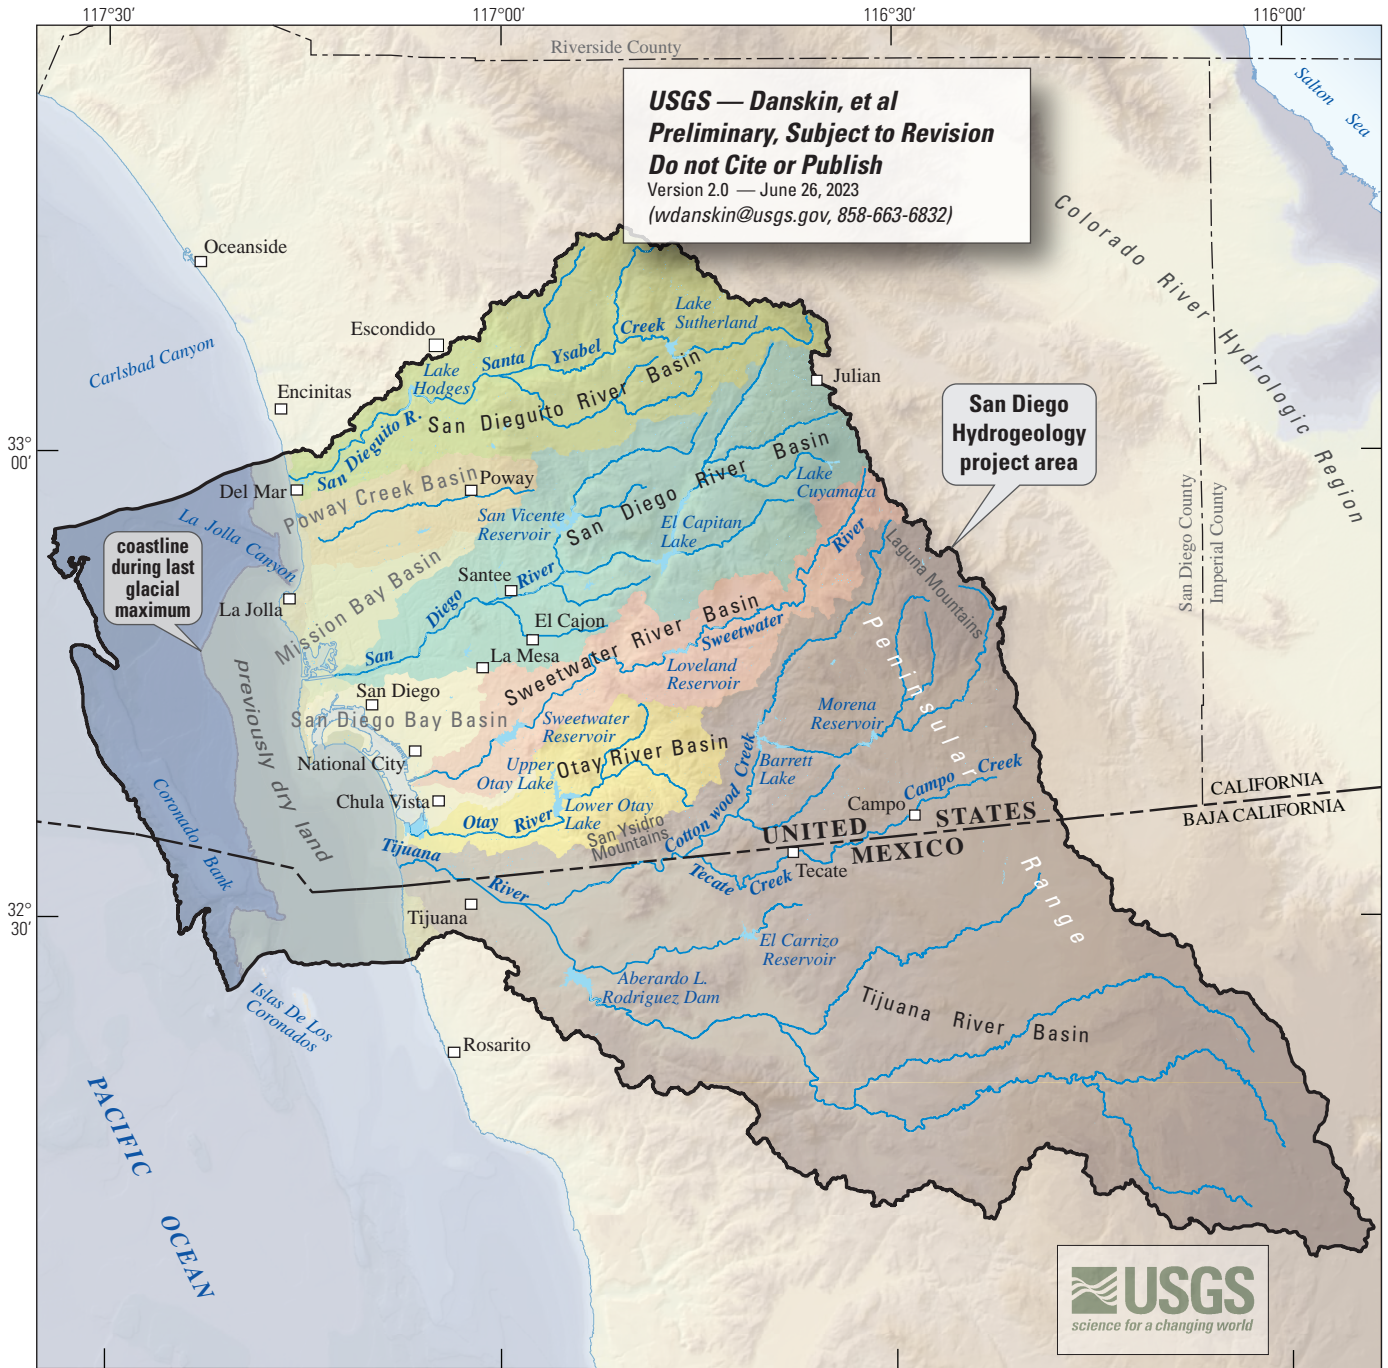 117°30'
117°00'
116°30'
116°00'
Riverside County
Salton
Sea
USGS — Danskin, et al
Preliminary, Subject to Revision
Do not Cite or Publish
Version 2.0 — June 26, 2023
(wdanskin@usgs.gov, 858-663-6832)
Colorado River Hydrologic Region
Oceanside
Carlsbad Canyon
Escondido
Encinitas
Lake
Sutherland
Santa Ysabel Creek
Lake
Hodges
San Dieguito R.
San Dieguito River Basin
Julian
San Diego
Hydrogeology
project area
33°
00'
Del Mar
Poway Creek Basin
Poway
San Diego River Basin
Lake
Cuyamaca
San Vicente
Reservoir
El Capitan
Lake
La Jolla Canyon
coastline
during last
glacial
maximum
La Jolla
Mission Bay Basin
Santee
San Diego River
El Cajon
La Mesa
Laguna Mountains
San Diego County
Imperial County
Sweetwater River Basin
Sweetwater River
Loveland
Reservoir
previously dry land
San Diego
San Diego Bay Basin
Sweetwater
Reservoir
Morena
Reservoir
Peninsular Range
National City
Upper
Otay Lake
Otay River Basin
Barrett
Lake
Cottonwood Creek
Campo Creek
Campo
Chula Vista
Lower Otay
Lake
Otay River
San Ysidro
Mountains
Coronado Bank
CALIFORNIA
BAJA CALIFORNIA
UNITED STATES
MEXICO
Tijuana River
Tecate Creek
Tecate
32°
30'
Tijuana
El Carrizo
Reservoir
Aberardo L.
Rodriguez Dam
Tijuana River Basin
Islas De Los
Coronados
Rosarito
PACIFIC OCEAN
USGS
science for a changing world